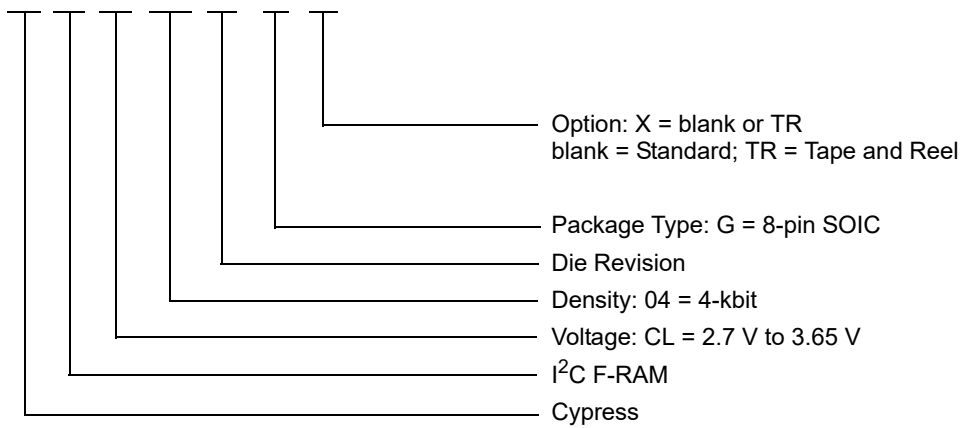 Option: X = blank or TR
blank = Standard; TR = Tape and Reel
Package Type: G = 8-pin SOIC
Die Revision
Density: 04 = 4-kbit
Voltage: CL = 2.7 V to 3.65 V
I²C F-RAM
Cypress